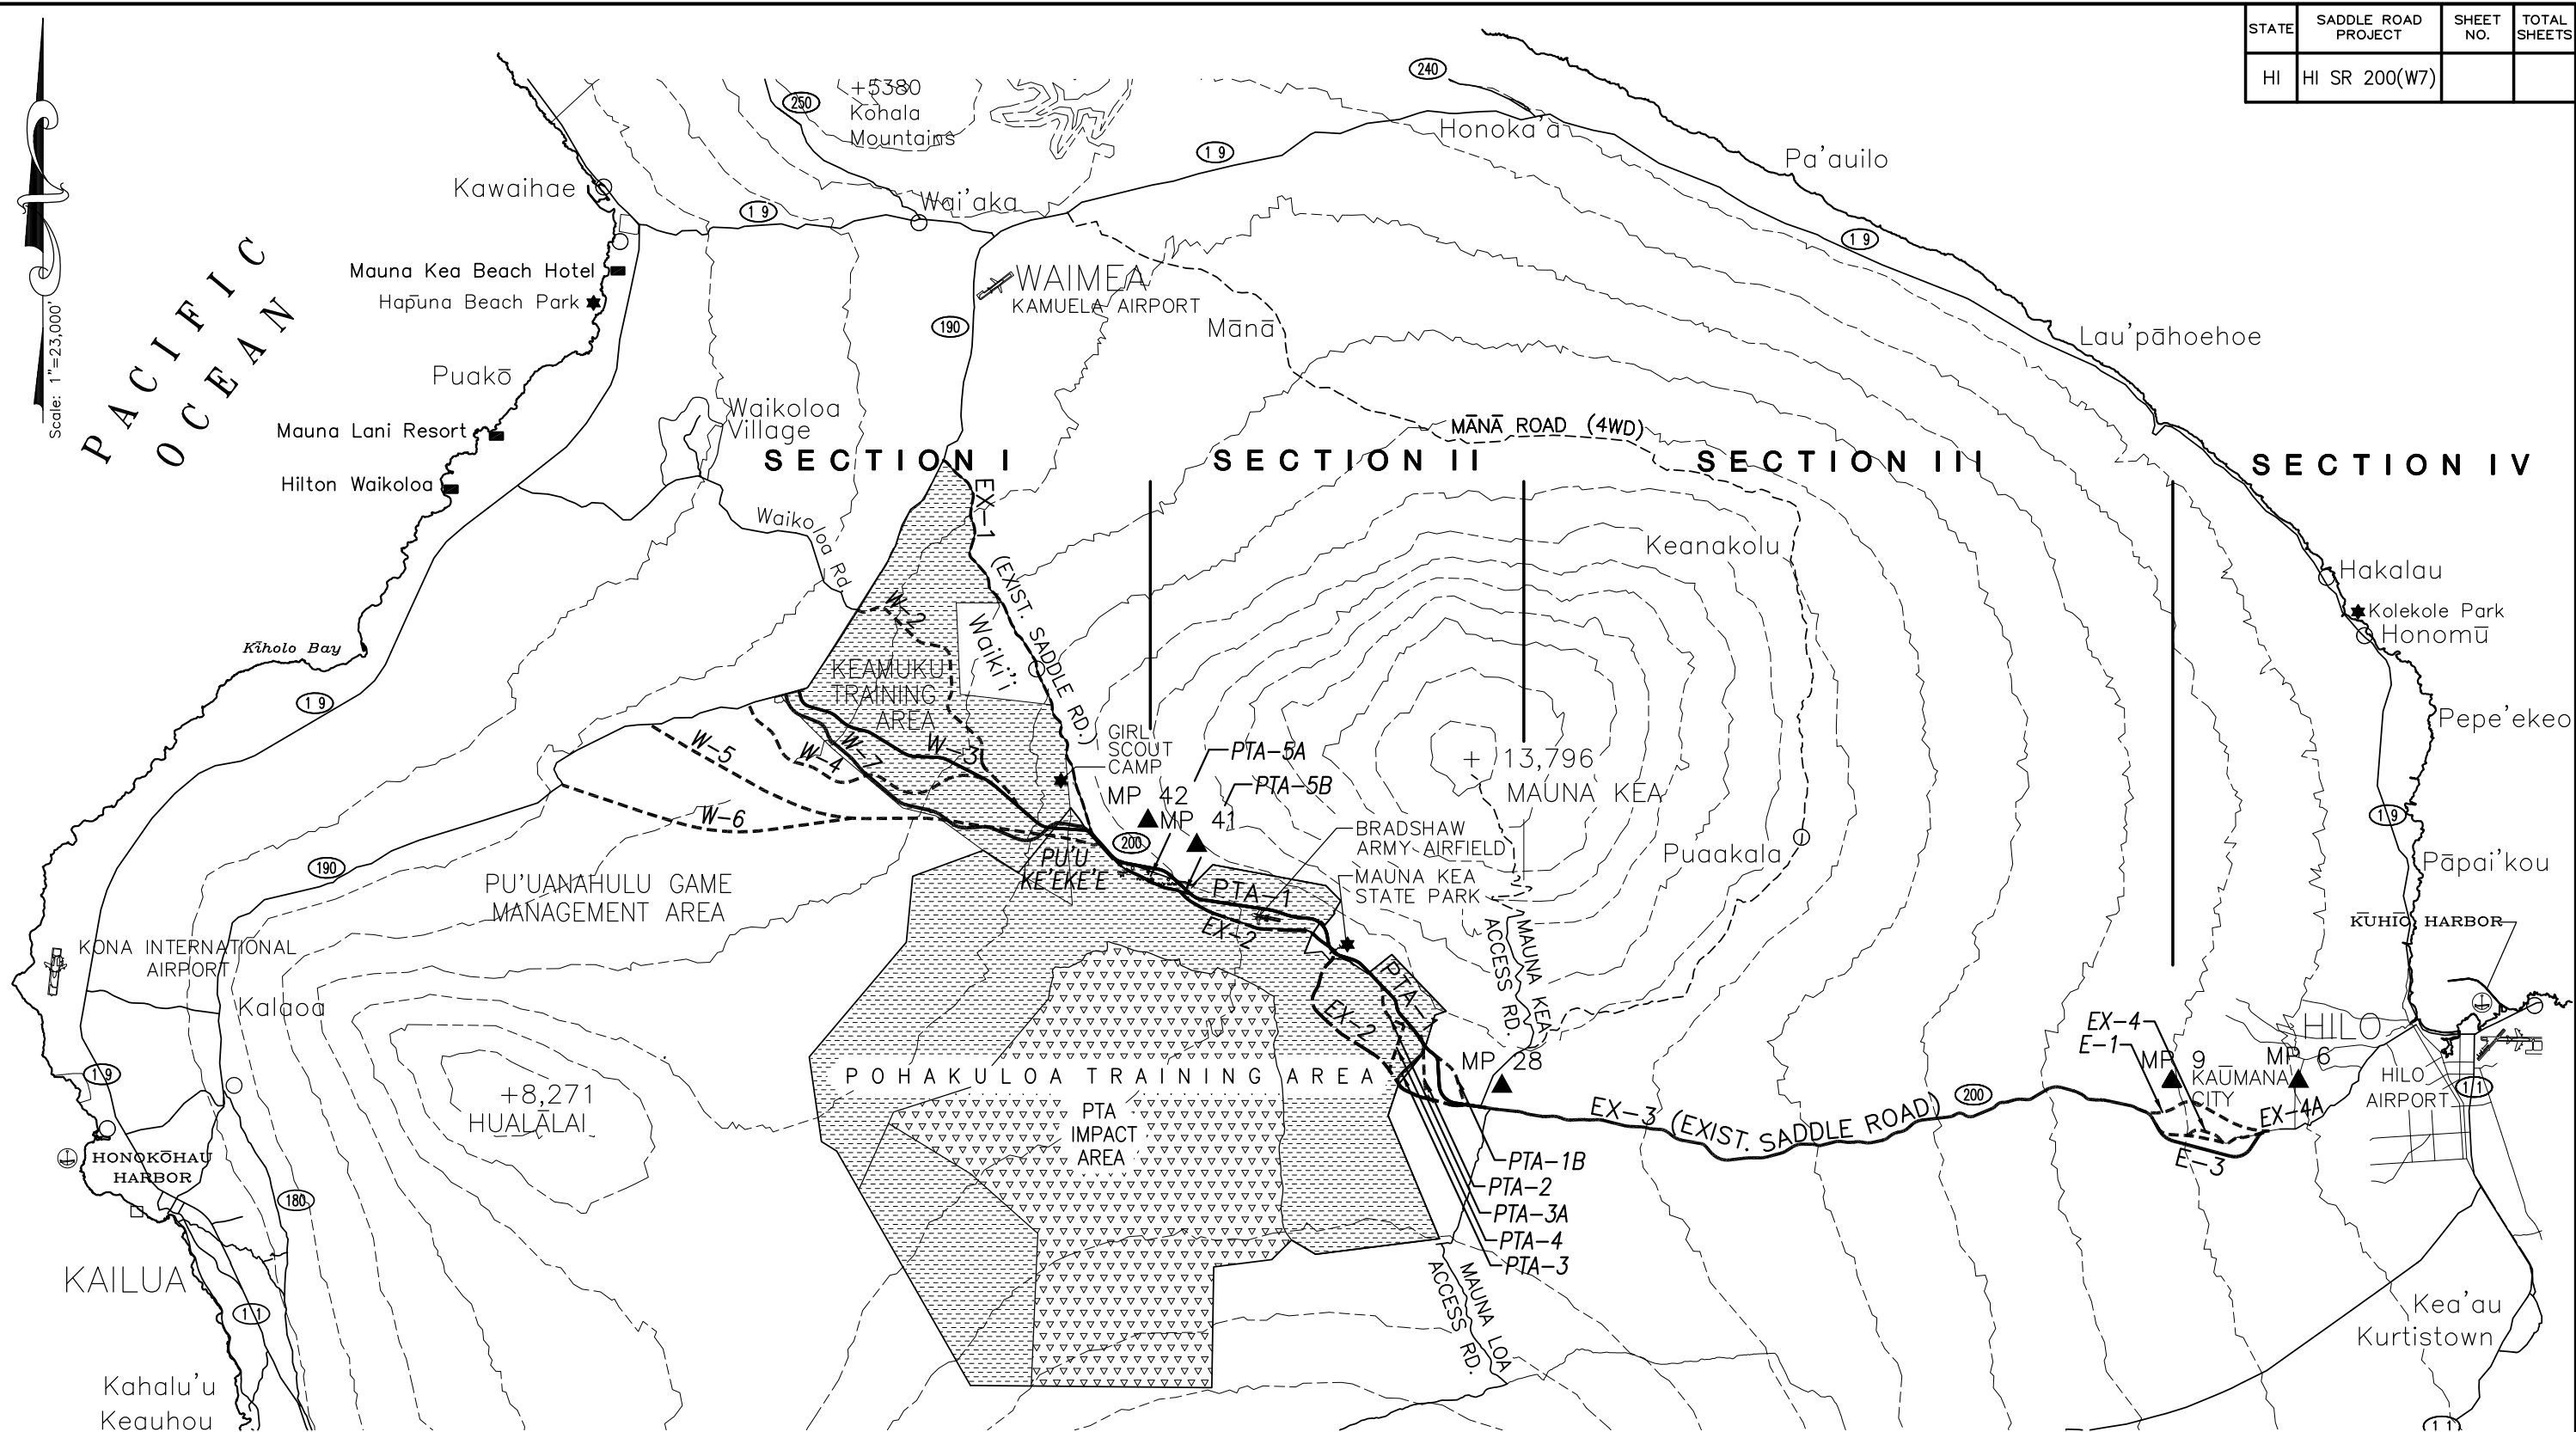 STATE
SADDLE ROAD
PROJECT
SHEET
NO.
TOTAL
SHEETS
HI
HI SR 200(W7)
Scale: 1"=23,000'
PACIFIC
OCEAN
+5380
Kohala
Mountains
250
240
19
Honoka'a
Pa'auilo
Kawaihae
19
Wai'aka
19
Mauna Kea Beach Hotel
Hapūna Beach Park
WAIMEA
KAMUELA AIRPORT
190
Mānā
Lau'pāhoehoe
Puakō
Waikoloa
Village
MĀNĀ ROAD (4WD)
Mauna Lani Resort
Hilton Waikoloa
SECTION I
SECTION II
SECTION III
SECTION IV
Waikoloa Rd
EX-1 (EXIST. SADDLE RD.)
Keanakolu
Hakalau
Kolekole Park
Honomū
W-2
Waiki'i
Kīholo Bay
19
KEAMUKU
TRAINING
AREA
Pepe'ekeo
W-5
W-4
W-7
W-3
W-6
GIRL
SCOUT
CAMP
PTA-5A
PTA-5B
+ 13,796
MAUNA KEA
MP 42
MP 41
200
BRADSHAW
ARMY AIRFIELD
MAUNA KEA
STATE PARK
Puaakala
19
Pāpai'kou
190
PU'UANAHULU GAME
MANAGEMENT AREA
PU'U
KE'EKE'E
PTA-1
EX-2
KŪHIŌ HARBOR
KONA INTERNATIONAL
AIRPORT
Kalaoa
PTA-1
EX-2
MAUNA KEA
ACCESS RD.
HILO
EX-4
E-1
MP 28
MP 9
MP 6
KAŪMANA
CITY
HILO
AIRPORT
11
19
+8,271
HUALĀLAI
POHAKULOA TRAINING AREA
PTA
IMPACT
AREA
EX-3 (EXIST. SADDLE ROAD)
200
EX-4A
E-3
HONOKŌHAU
HARBOR
180
PTA-1B
PTA-2
PTA-3A
PTA-4
PTA-3
KAILUA
11
MAUNA LOA
ACCESS RD.
Kea'au
Kurtistown
Kahalu'u
Keauhou
11